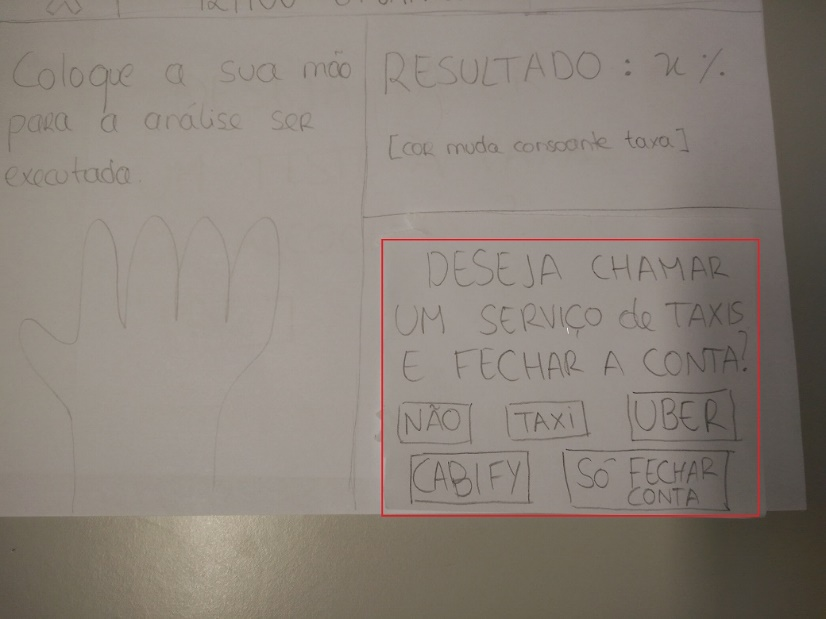 Coloque a sua mão
para a análise ser
executada.
RESULTADO : x %
[cor muda consoante taxa]
DESEJA CHAMAR
UM SERVIÇO de TAXIS
E FECHAR A CONTA?
NÃO
TAXI
UBER
CABIFY
SÓ FECHAR
CONTA